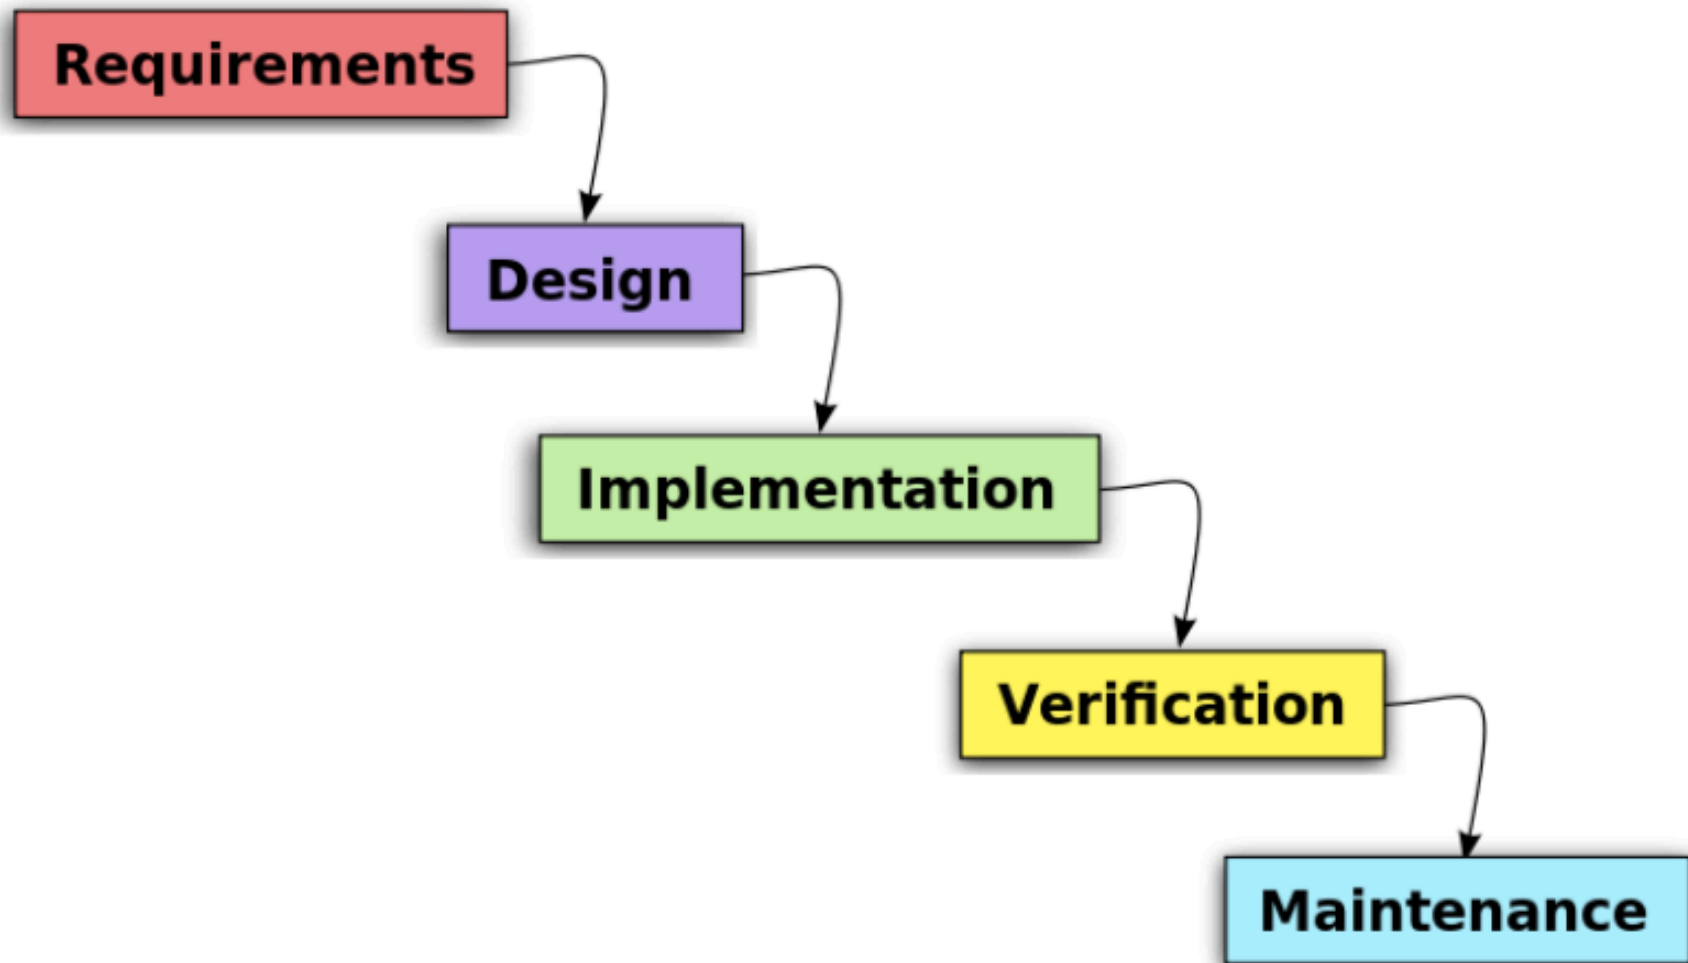 Requirements
Design
Implementation
Verification
Maintenance